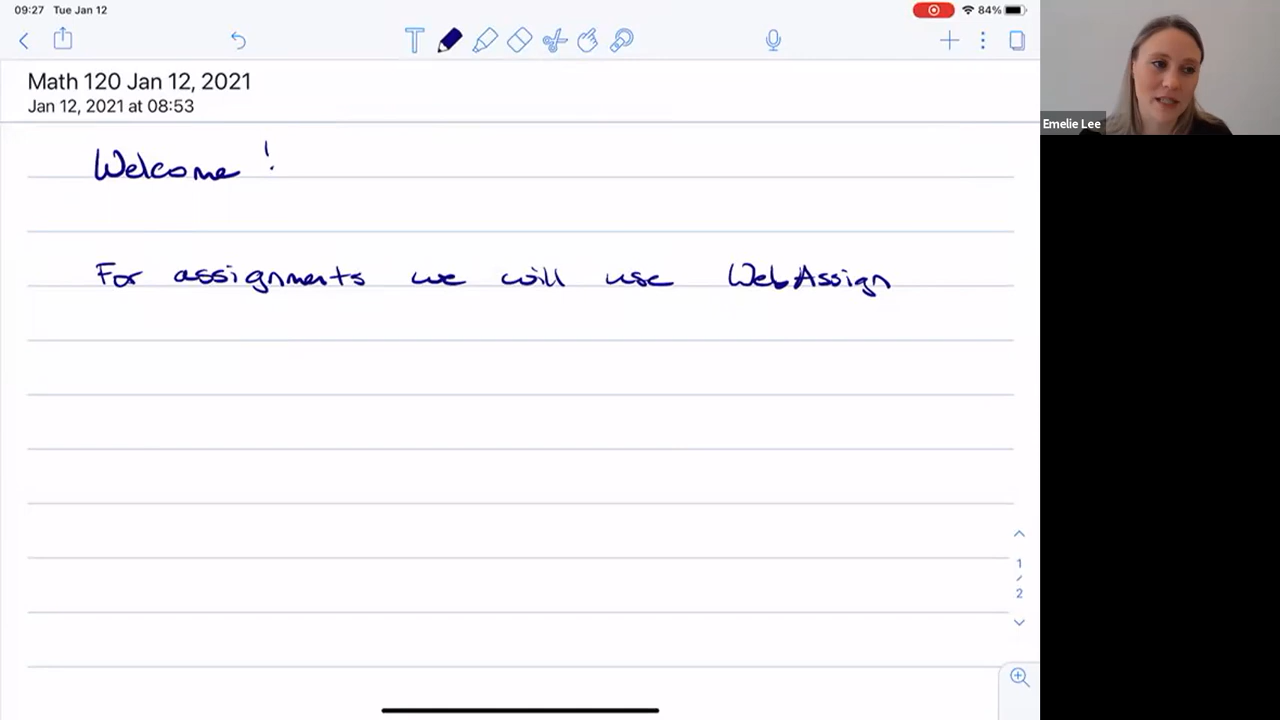 09:27 Tue Jan 12
84%
Math 120 Jan 12, 2021
Jan 12, 2021 at 08:53
Emelie Lee
Welcome !
For assignments we will use WebAssign
1
2